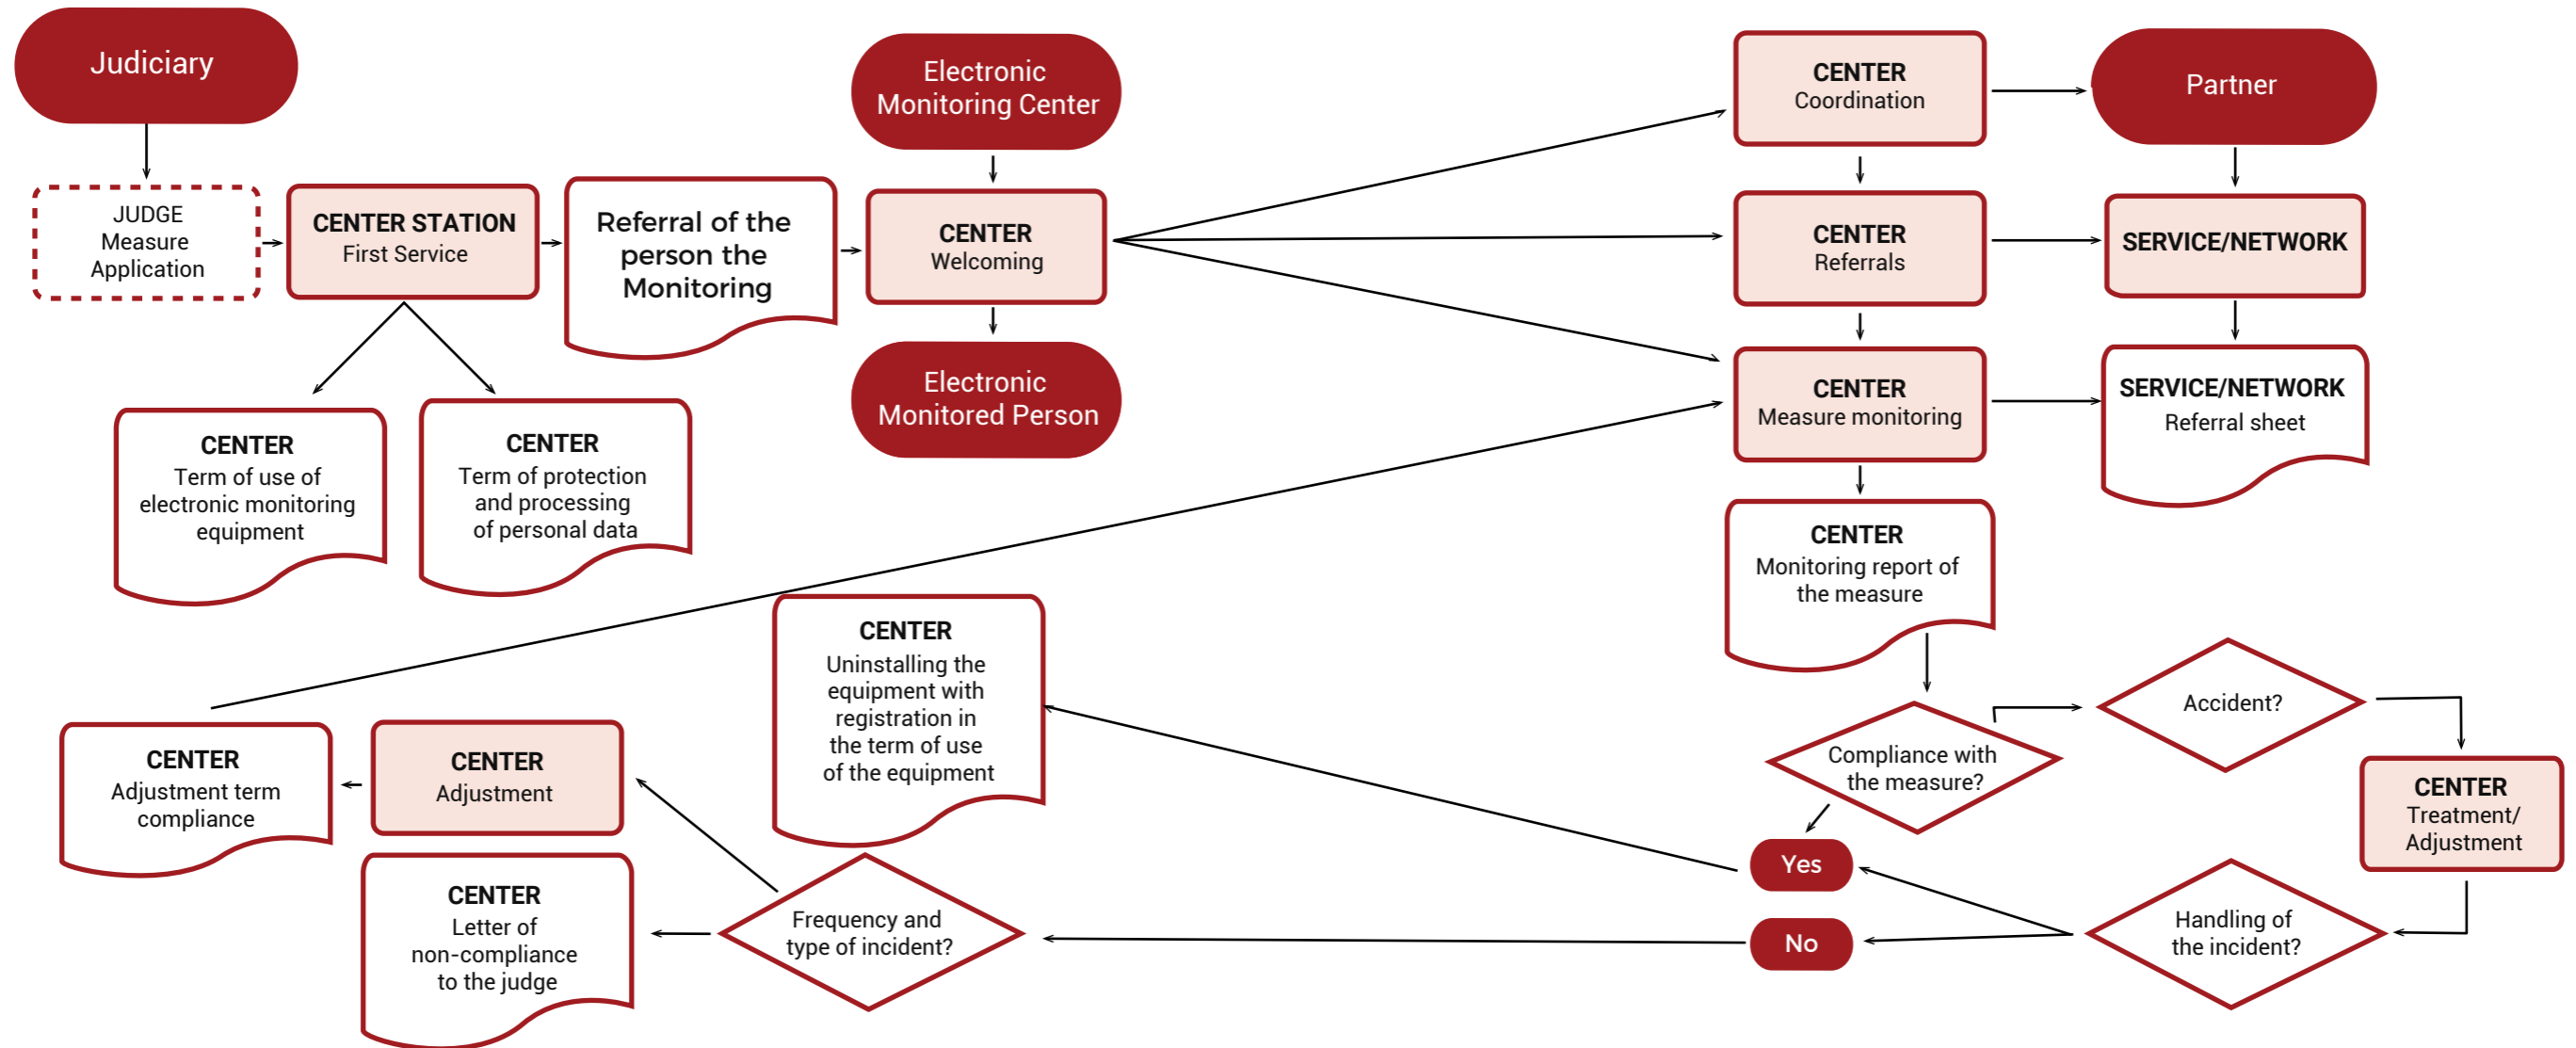 Judiciary
JUDGE
Measure
Application
CENTER STATION
First Service
Referral of the
person the
Monitoring
Electronic
Monitoring Center
CENTER
Welcoming
Electronic
Monitored Person
CENTER
Coordination
Partner
CENTER
Referrals
SERVICE/NETWORK
CENTER
Measure monitoring
SERVICE/NETWORK
Referral sheet
CENTER
Term of use of
electronic monitoring
equipment
CENTER
Term of protection
and processing
of personal data
CENTER
Monitoring report of
the measure
CENTER
Uninstalling the
equipment with
registration in
the term of use
of the equipment
Compliance with
the measure?
Accident?
CENTER
Treatment/
Adjustment
CENTER
Adjustment term
compliance
CENTER
Adjustment
Yes
No
Handling of
the incident?
Frequency and
type of incident?
CENTER
Letter of
non-compliance
to the judge